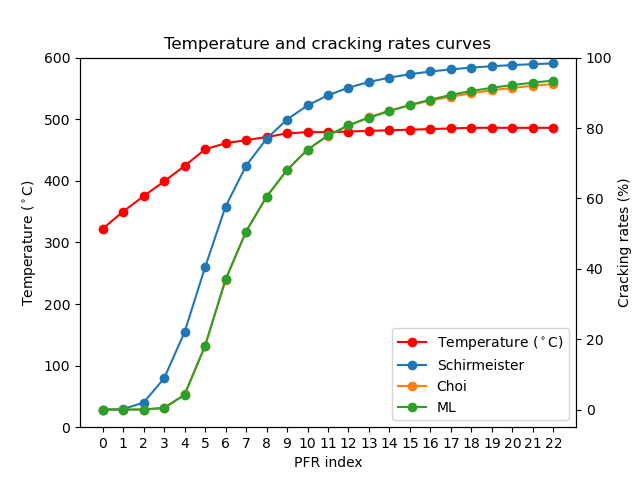 Temperature and cracking rates curves
600
500
400
300
200
100
0
Temperature (°C)
100
80
60
40
20
0
Cracking rates (%)
Temperature (°C)
Schirmeister
Choi
ML
0 1 2 3 4 5 6 7 8 9 10 11 12 13 14 15 16 17 18 19 20 21 22
PFR index